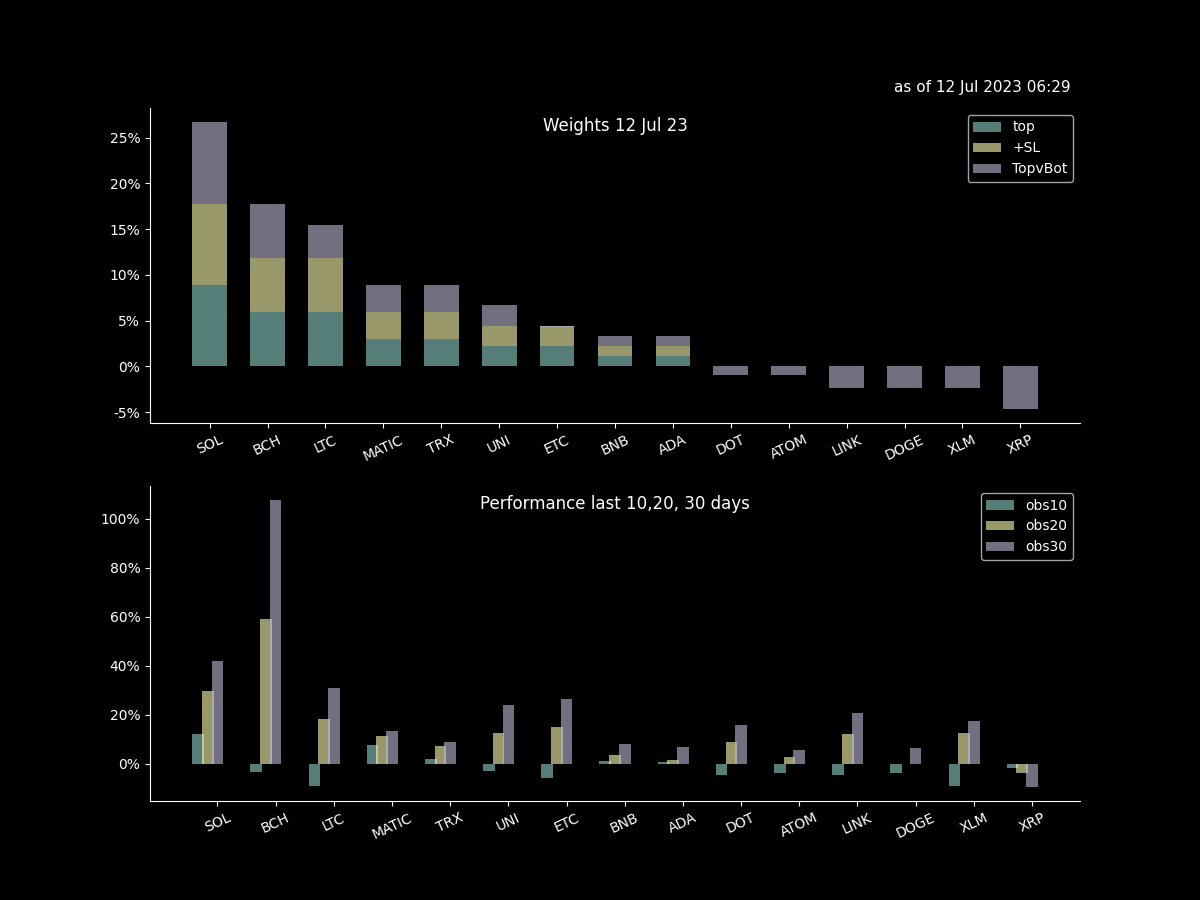 as of 12 Jul 2023 06:29
Weights 12 Jul 23
top
+SL
TopvBot
25%
20%
15%
10%
5%
0%
-5%
SOL BCH LTC MATIC TRX UNI ETC BNB ADA DOT ATOM LINK DOGE XLM XRP
Performance last 10,20, 30 days
obs10
obs20
obs30
100%
80%
60%
40%
20%
0%
SOL BCH LTC MATIC TRX UNI ETC BNB ADA DOT ATOM LINK DOGE XLM XRP